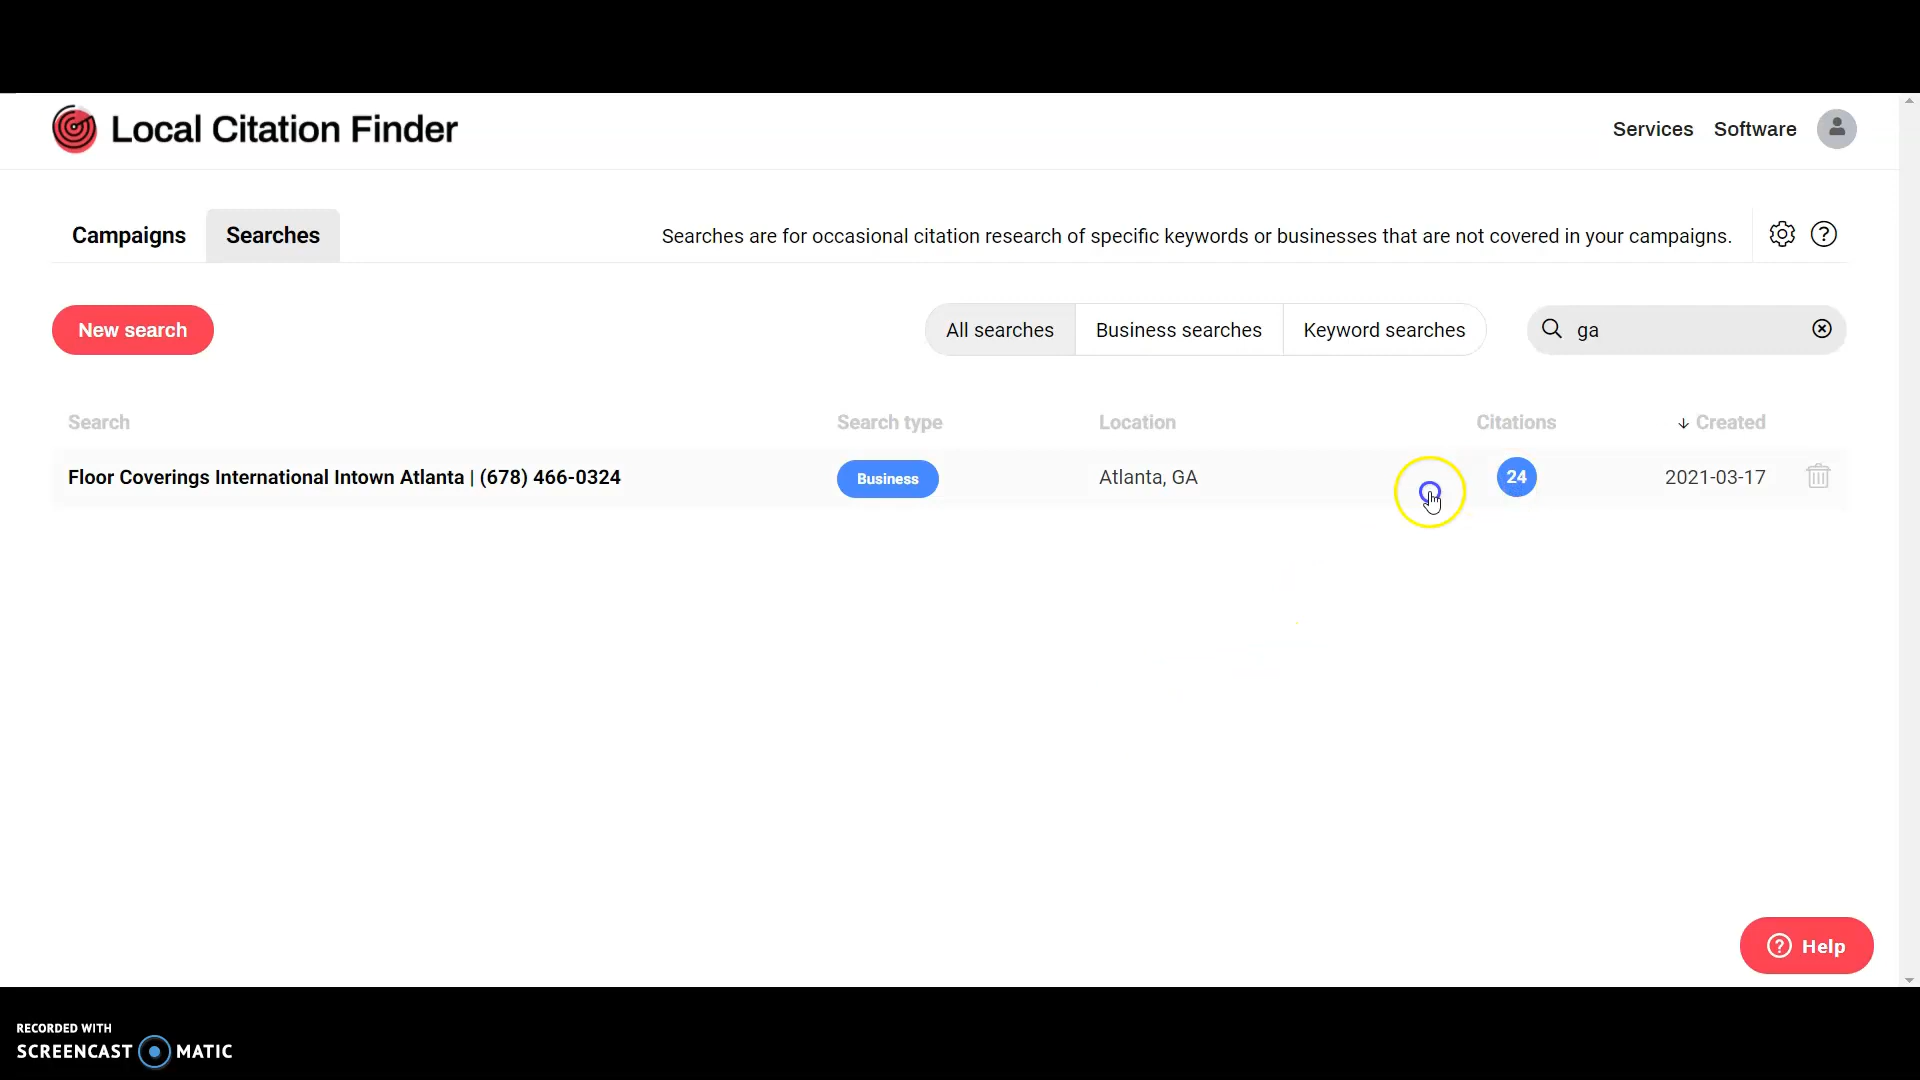 Local Citation Finder
Services Software
Campaigns Searches
Searches are for occasional citation research of specific keywords or businesses that are not covered in your campaigns.
New search
All searches Business searches Keyword searches
ga
Search Search type Location Citations Created
Floor Coverings International Intown Atlanta | (678) 466-0324 Business Atlanta, GA 24 2021-03-17
Help
RECORDED WITH
SCREENCAST MATIC